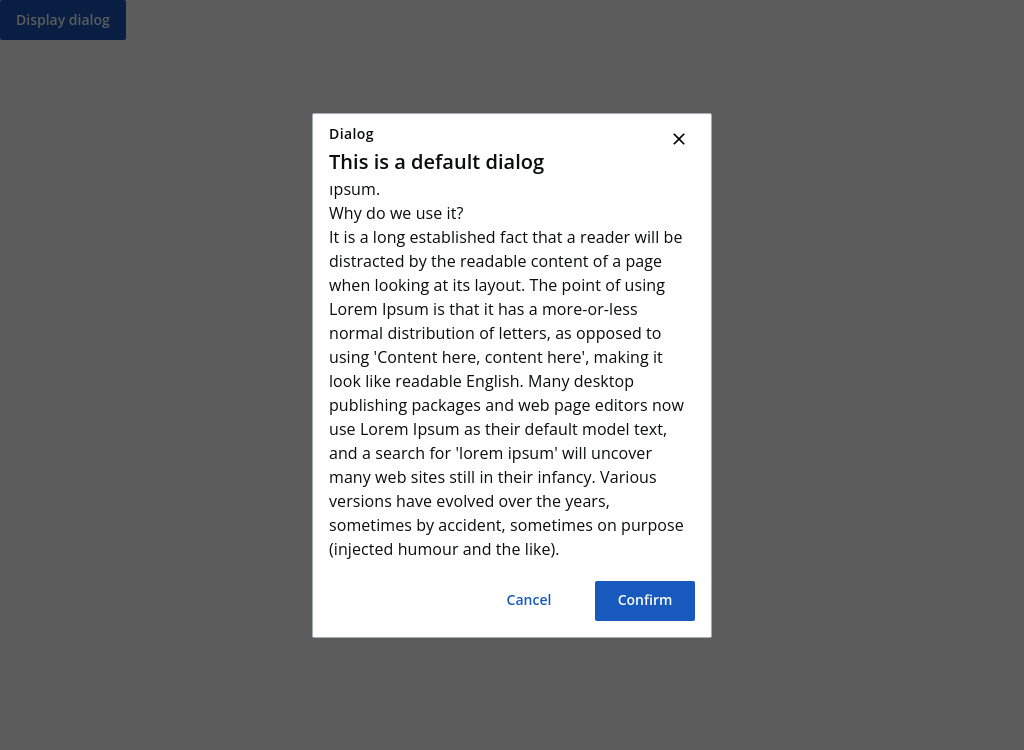 Display dialog
Dialog
This is a default dialog
ipsum.
Why do we use it?
It is a long established fact that a reader will be
distracted by the readable content of a page
when looking at its layout. The point of using
Lorem Ipsum is that it has a more-or-less
normal distribution of letters, as opposed to
using 'Content here, content here', making it
look like readable English. Many desktop
publishing packages and web page editors now
use Lorem Ipsum as their default model text,
and a search for 'lorem ipsum' will uncover
many web sites still in their infancy. Various
versions have evolved over the years,
sometimes by accident, sometimes on purpose
(injected humour and the like).
Cancel
Confirm